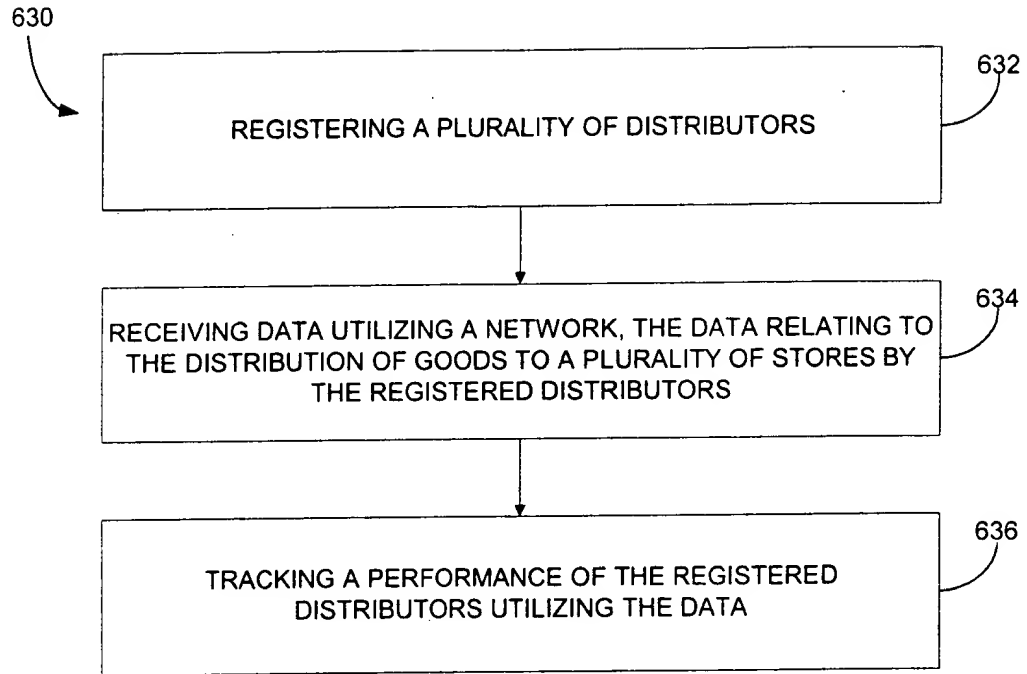 630
632
REGISTERING A PLURALITY OF DISTRIBUTORS
634
RECEIVING DATA UTILIZING A NETWORK, THE DATA RELATING TO
THE DISTRIBUTION OF GOODS TO A PLURALITY OF STORES BY
THE REGISTERED DISTRIBUTORS
636
TRACKING A PERFORMANCE OF THE REGISTERED
DISTRIBUTORS UTILIZING THE DATA